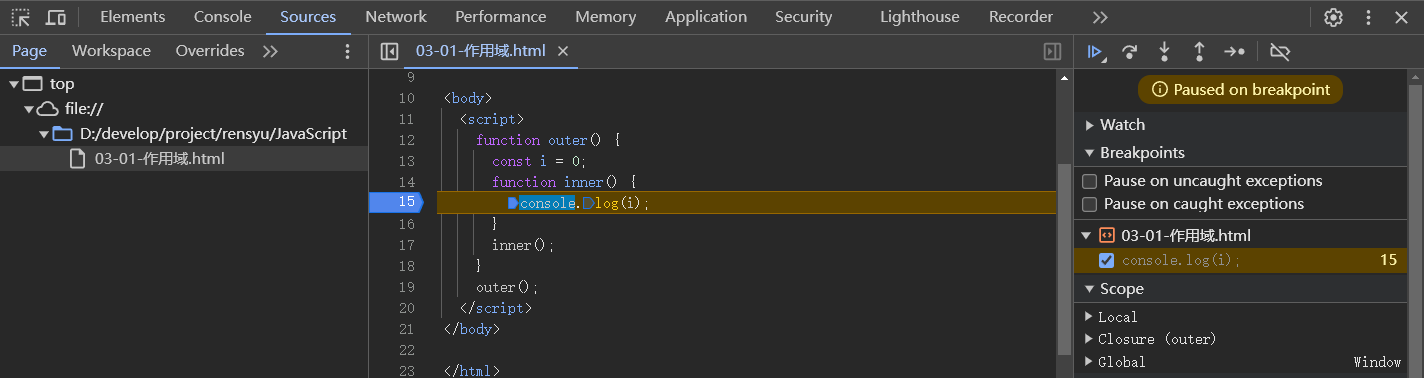 Elements Console Sources Network Performance Memory Application Security Lighthouse Recorder
Page Workspace Overrides
top
file://
D:/develop/project/rensyu/JavaScript
03-01-作用域.html
03-01-作用域.html
9
10 <body>
11 <script>
12 function outer() {
13 const i = 0;
14 function inner() {
15 console.log(i);
16 }
17 inner();
18 }
19 outer();
20 </script>
21 </body>
22
23 </html>
Paused on breakpoint
Watch
Breakpoints
Pause on uncaught exceptions
Pause on caught exceptions
03-01-作用域.html
console.log(i); 15
Scope
Local
Closure (outer)
Global Window